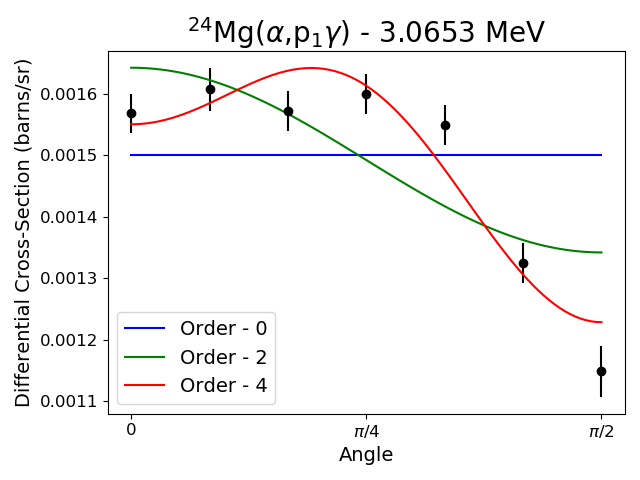 ²⁴Mg(α,p₁γ) - 3.0653 MeV
Differential Cross-Section (barns/sr)
0.0016
0.0015
0.0014
0.0013
0.0012
0.0011
Order - 0
Order - 2
Order - 4
0 π/4 π/2
Angle